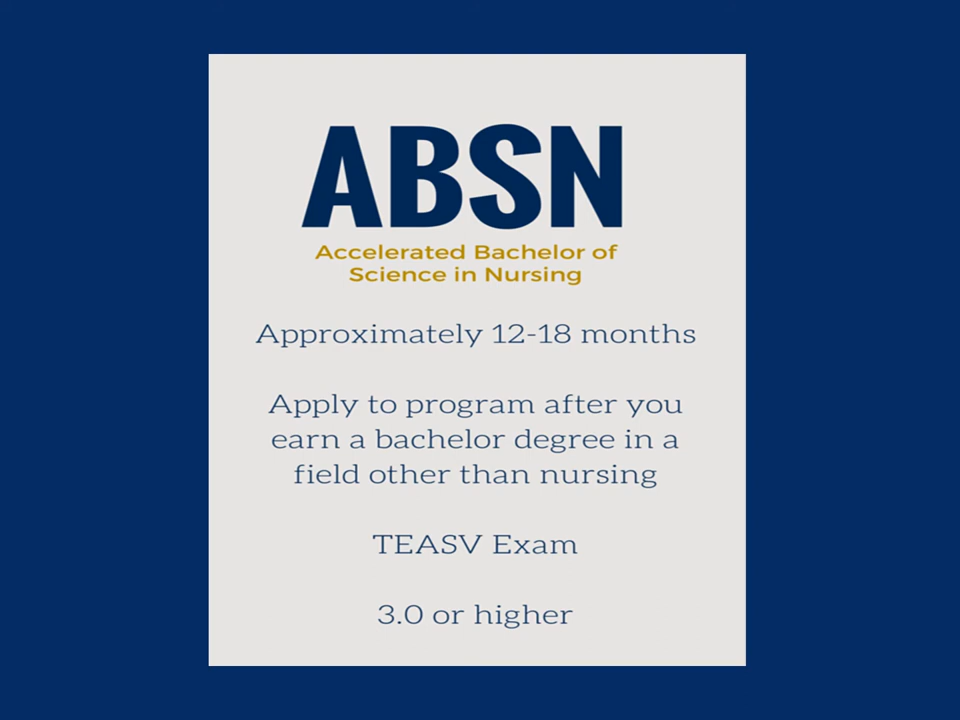 ABSN
Accelerated Bachelor of
Science in Nursing
Approximately 12-18 months
Apply to program after you
earn a bachelor degree in a
field other than nursing
TEASV Exam
3.0 or higher